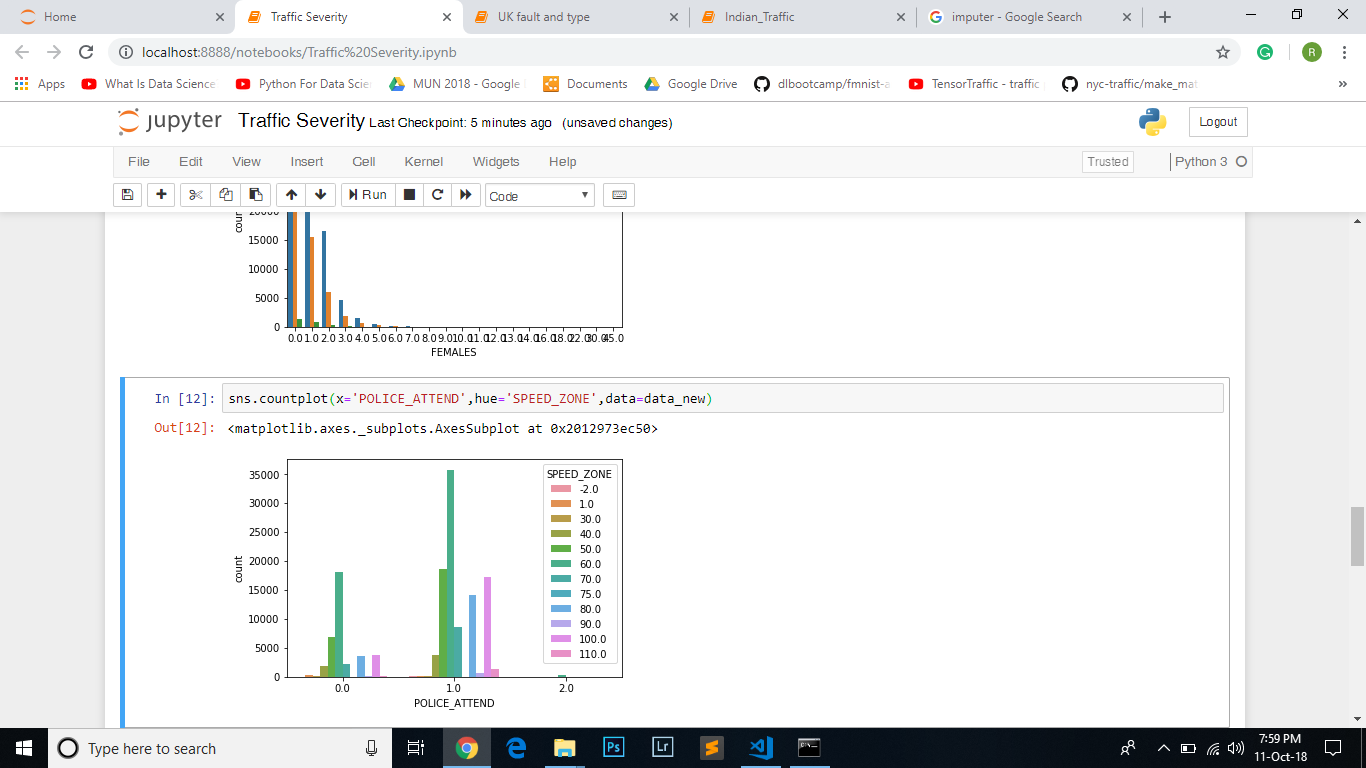 Home
Traffic Severity
UK fault and type
Indian_Traffic
imputer - Google Search
localhost:8888/notebooks/Traffic%20Severity.ipynb
R
Apps
What Is Data Science
Python For Data Scie
MUN 2018 - Google
Documents
Google Drive
dlbootcamp/fmnist-a
TensorTraffic - traffic
nyc-traffic/make_mat
jupyter Traffic Severity Last Checkpoint: 5 minutes ago (unsaved changes)
Logout
File Edit View Insert Cell Kernel Widgets Help
Trusted
Python 3
Run
Code
20000
coun
15000
10000
5000
0
0.0 1.0 2.0 3.0 4.0 5.0 6.0 7.0 8.0 9.0 10.0 11.0 12.0 13.0 14.0 16.0 18.0 22.0 30.0 45.0
FEMALES
In [12]: sns.countplot(x='POLICE_ATTEND',hue='SPEED_ZONE',data=data_new)
Out[12]: <matplotlib.axes._subplots.AxesSubplot at 0x2012973ec50>
35000
30000
25000
20000
15000
10000
5000
0
count
SPEED_ZONE
-2.0
1.0
30.0
40.0
50.0
60.0
70.0
75.0
80.0
90.0
100.0
110.0
0.0 1.0 2.0
POLICE_ATTEND
Type here to search
Ps
Lr
7:59 PM
11-Oct-18